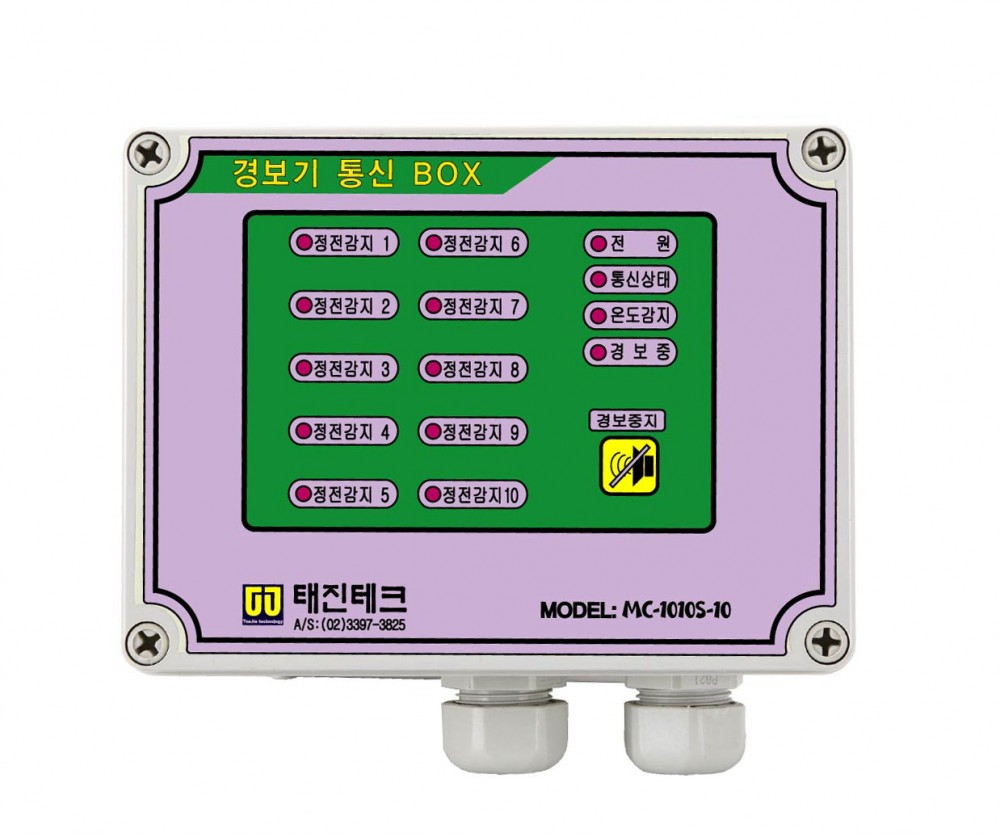 경보기 통신 BOX
정전감지 1
정전감지 6
전 원
정전감지 2
정전감지 7
통신상태
온도감지
정전감지 3
정전감지 8
경 보 중
정전감지 4
정전감지 9
경보중지
정전감지 5
정전감지10
태진테크
TaeJin technology
A/S:(02)3397-3825
MODEL: MC-1010S-10